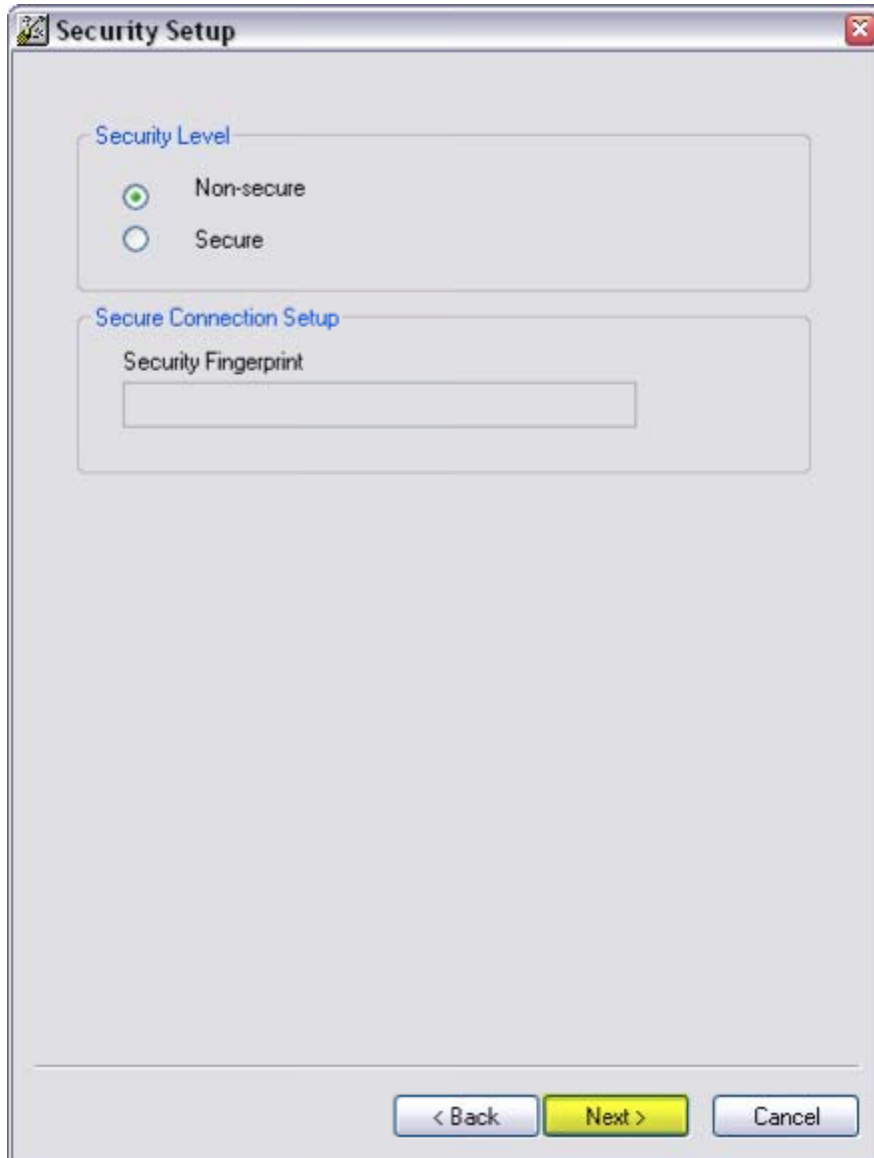 Security Setup
Security Level
Non-secure
Secure
Secure Connection Setup
Security Fingerprint
< Back
Next >
Cancel